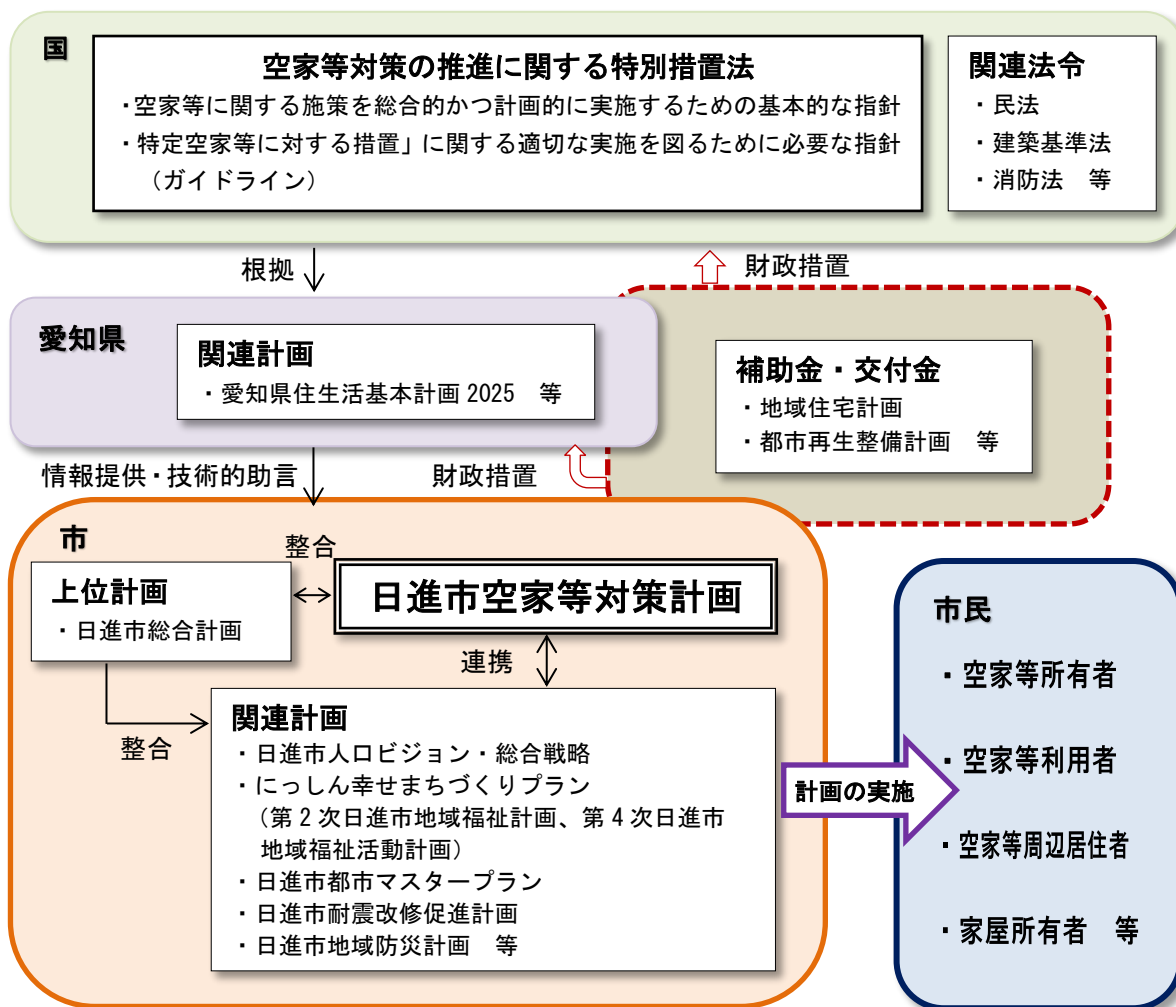 国
空家等対策の推進に関する特別措置法
・空家等に関する施策を総合的かつ計画的に実施するための基本的な指針
・特定空家等に対する措置」に関する適切な実施を図るために必要な指針
（ガイドライン）
関連法令
・民法
・建築基準法
・消防法　等
根拠
財政措置
愛知県
関連計画
・愛知県住生活基本計画 2025　等
補助金・交付金
・地域住宅計画
・都市再生整備計画　等
情報提供・技術的助言
財政措置
市
整合
上位計画
・日進市総合計画
日進市空家等対策計画
連携
整合
関連計画
・日進市人口ビジョン・総合戦略
・にっしん幸せまちづくりプラン
（第 2 次日進市地域福祉計画、第 4 次日進市
地域福祉活動計画）
・日進市都市マスタープラン
・日進市耐震改修促進計画
・日進市地域防災計画　等
計画の実施
市民
・空家等所有者
・空家等利用者
・空家等周辺居住者
・家屋所有者　等